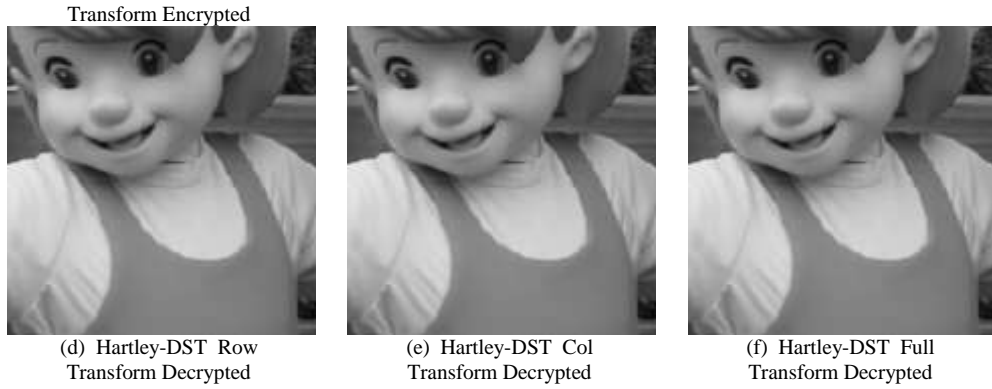 Transform Encrypted
(d) Hartley-DST Row
Transform Decrypted
(e) Hartley-DST Col
Transform Decrypted
(f) Hartley-DST Full
Transform Decrypted